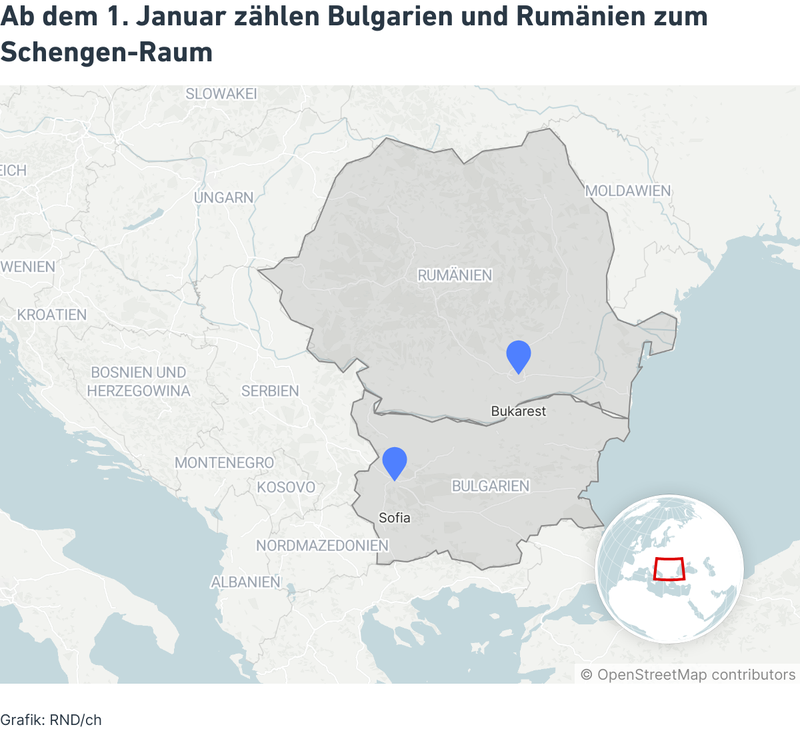 Ab dem 1. Januar zählen Bulgarien und Rumänien zum
Schengen-Raum
SLOWAKEI
EICH
MOLDAWIEN
UNGARN
WENIEN
RUMÄNIEN
KROATIEN
BOSNIEN UND
HERZEGOWINA
SERBIEN
Bukarest
MONTENEGRO
KOSOVO
BULGARIEN
Sofia
NORDMAZEDONIEN
ALBANIEN
© OpenStreetMap contributors
Grafik: RND/ch